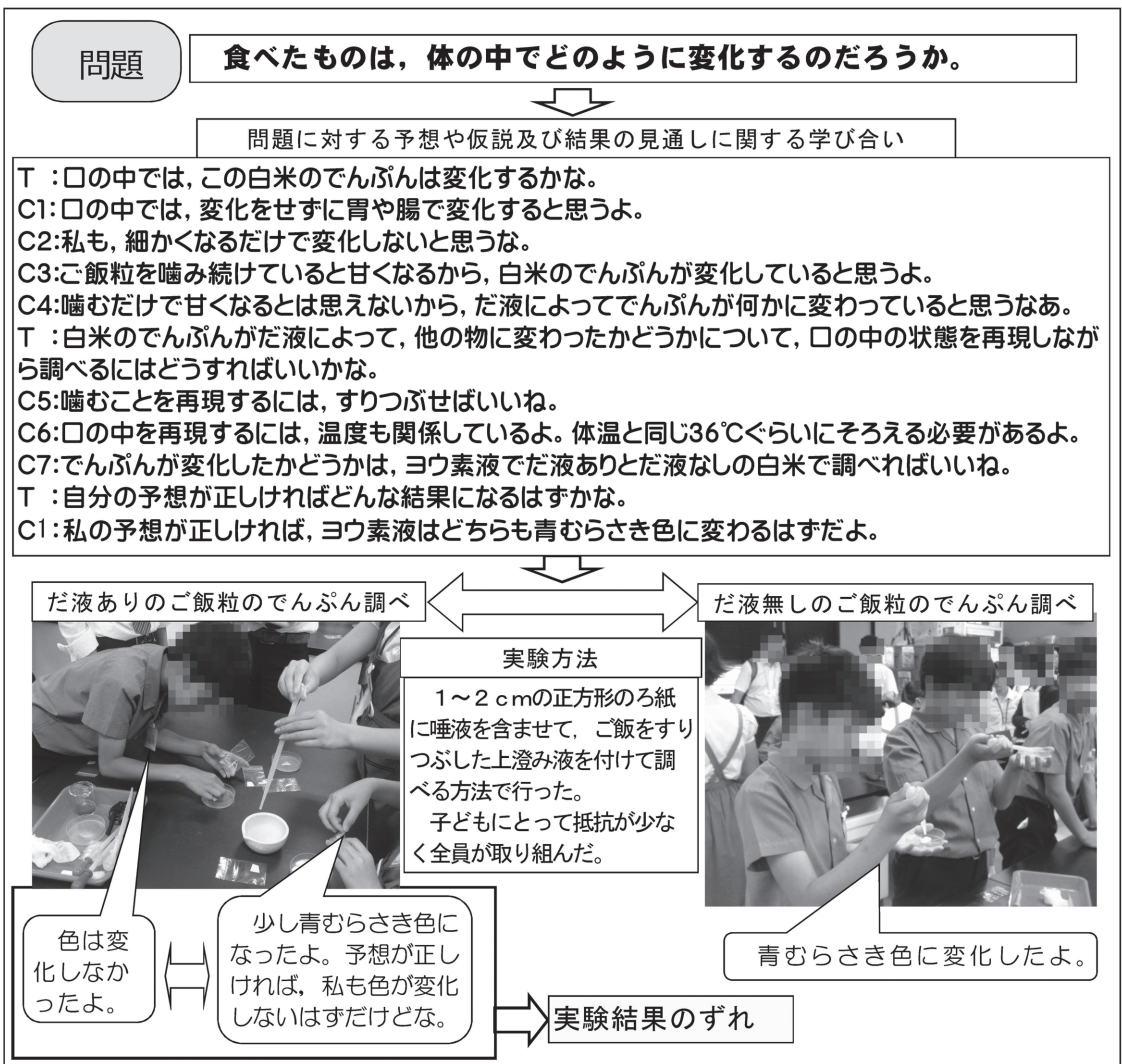 問題
食べたものは，体の中でどのように変化するのだろうか。
問題に対する予想や仮説及び結果の見通しに関する学び合い
T ：口の中では，この白米のでんぷんは変化するかな。
C1：口の中では，変化をせずに胃や腸で変化すると思うよ。
C2：私も，細かくなるだけで変化しないと思うな。
C3：ご飯粒を噛み続けていると甘くなるから，白米のでんぷんが変化していると思うよ。
C4：噛むだけで甘くなるとは思えないから，だ液によってでんぷんが何かに変わっていると思うなあ。
T ：白米のでんぷんがだ液によって，他の物に変わったかどうかについて，口の中の状態を再現しなが
ら調べるにはどうすればいいかな。
C5：噛むことを再現するには，すりつぶせばいいね。
C6：口の中を再現するには，温度も関係しているよ。体温と同じ36℃ぐらいにそろえる必要があるよ。
C7：でんぷんが変化したかどうかは，ヨウ素液でだ液ありとだ液なしの白米で調べればいいね。
T ：自分の予想が正しければどんな結果になるはずかな。
C1：私の予想が正しければ，ヨウ素液はどちらも青むらさき色に変わるはずだよ。
だ液ありのご飯粒のでんぷん調べ
だ液無しのご飯粒のでんぷん調べ
実験方法
１～２ｃｍの正方形のろ紙
に唾液を含ませて，ご飯をすり
つぶした上澄み液を付けて調
べる方法で行った。
子どもにとって抵抗が少な
く全員が取り組んだ。
色は変
化しなか
ったよ。
少し青むらさき色に
なったよ。予想が正し
ければ，私も色が変化
しないはずだけどな。
青むらさき色に変化したよ。
実験結果のずれ